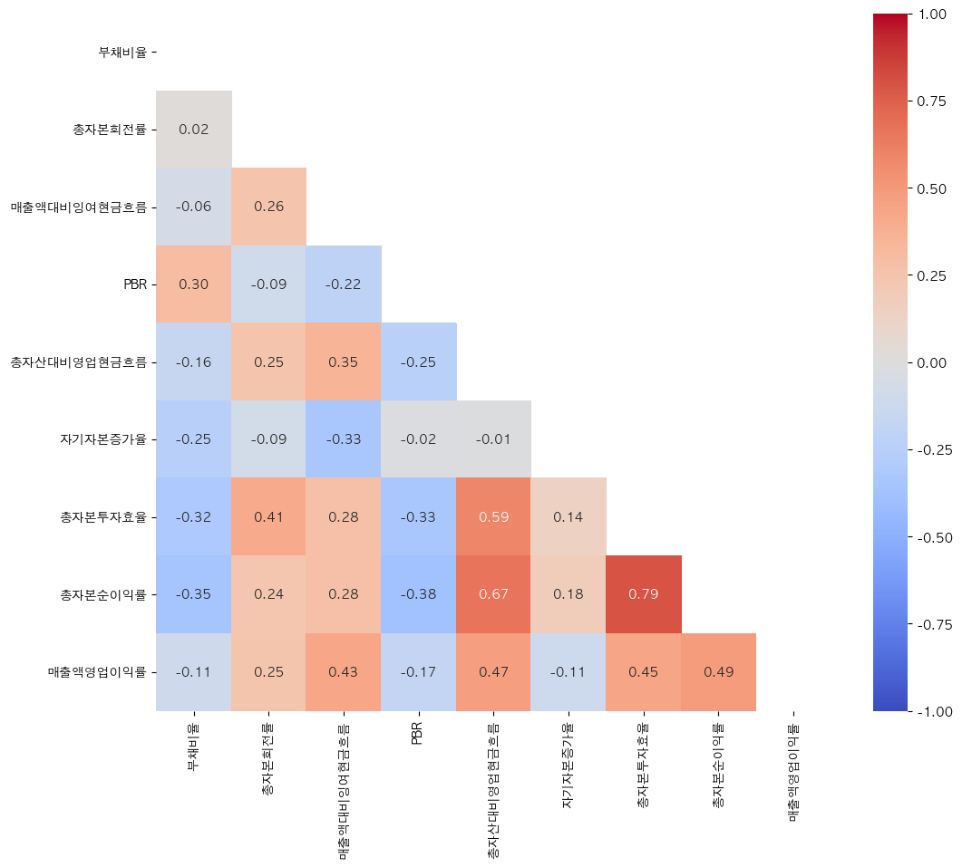 1.00
부채비율
0.75
총자본회전률
0.02
매출액대비잉여현금흐름
-0.06 0.26
0.50
PBR
0.30 -0.09 -0.22
0.25
총자산대비영업현금흐름
-0.16 0.25 0.35 -0.25
0.00
자기자본증가율
-0.25 -0.09 -0.33 -0.02 -0.01
-0.25
총자본투자효율
-0.32 0.41 0.28 -0.33 0.59 0.14
-0.50
총자본순이익률
-0.35 0.24 0.28 -0.38 0.67 0.18 0.79
-0.75
매출액영업이익률
-0.11 0.25 0.43 -0.17 0.47 -0.11 0.45 0.49
-1.00
부채비율
총자본회전률
매출액대비잉여현금흐름
PBR
총자산대비영업현금흐름
자기자본증가율
총자본투자효율
총자본순이익률
매출액영업이익률